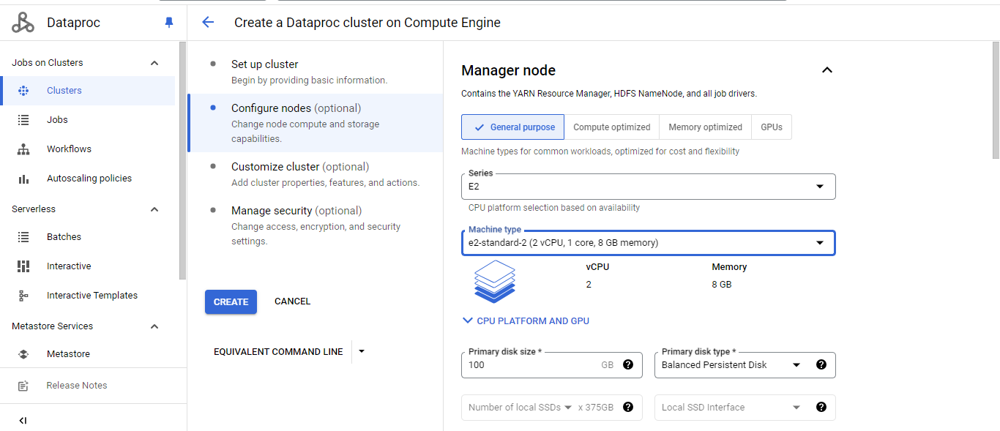 Dataproc
Create a Dataproc cluster on Compute Engine
Jobs on Clusters
Clusters
Jobs
Workflows
Autoscaling policies
Serverless
Batches
Interactive
Interactive Templates
Metastore Services
Metastore
Release Notes
Set up cluster
Begin by providing basic information.
Configure nodes (optional)
Change node compute and storage
capabilities.
Customize cluster (optional)
Add cluster properties, features, and actions.
Manage security (optional)
Change access, encryption, and security
settings.
CREATE CANCEL
EQUIVALENT COMMAND LINE
Manager node
Contains the YARN Resource Manager, HDFS NameNode, and all job drivers.
General purpose Compute optimized Memory optimized GPUs
Machine types for common workloads, optimized for cost and flexibility
Series
E2
CPU platform selection based on availability
Machine type
e2-standard-2 (2 vCPU, 1 core, 8 GB memory)
vCPU Memory
2 8 GB
CPU PLATFORM AND GPU
Primary disk size * Primary disk type *
100 GB Balanced Persistent Disk
Number of local SSDs x 375GB Local SSD Interface